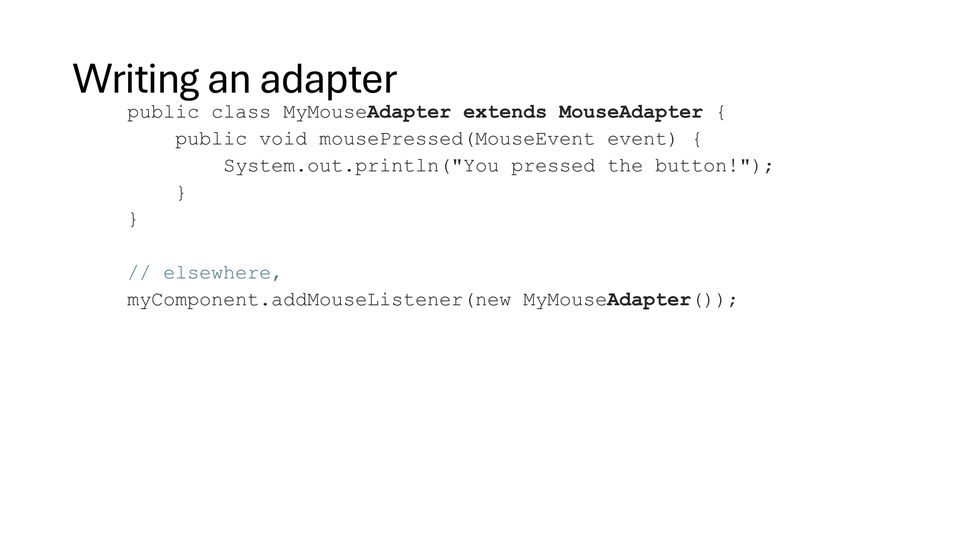 Writing an adapter
public class MyMouseAdapter extends MouseAdapter {
    public void mousePressed(MouseEvent event) {
        System.out.println("You pressed the button!");
    }
}
// elsewhere,
myComponent.addMouseListener(new MyMouseAdapter());